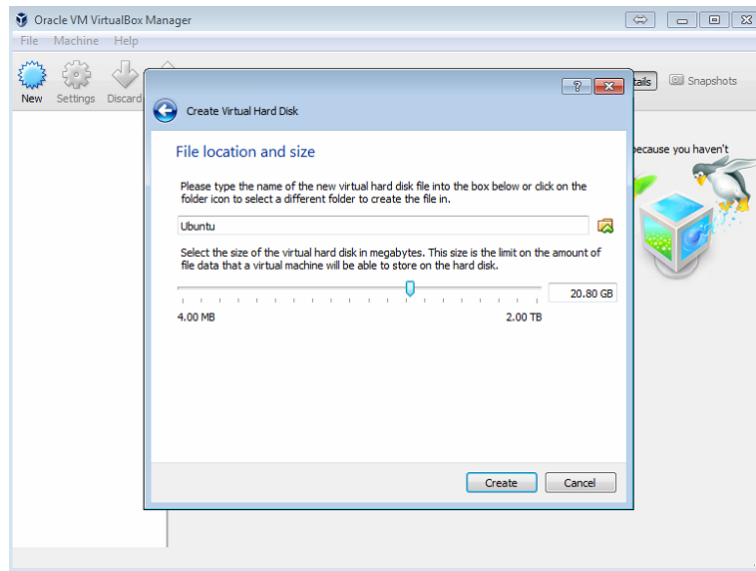 Oracle VM VirtualBox Manager
File Machine Help
New Settings Discard
tails Snapshots
because you haven't
Create Virtual Hard Disk
File location and size
Please type the name of the new virtual hard disk file into the box below or click on the
folder icon to select a different folder to create the file in.
Ubuntu
Select the size of the virtual hard disk in megabytes. This size is the limit on the amount of
file data that a virtual machine will be able to store on the hard disk.
20.80 GB
4.00 MB 2.00 TB
Create Cancel